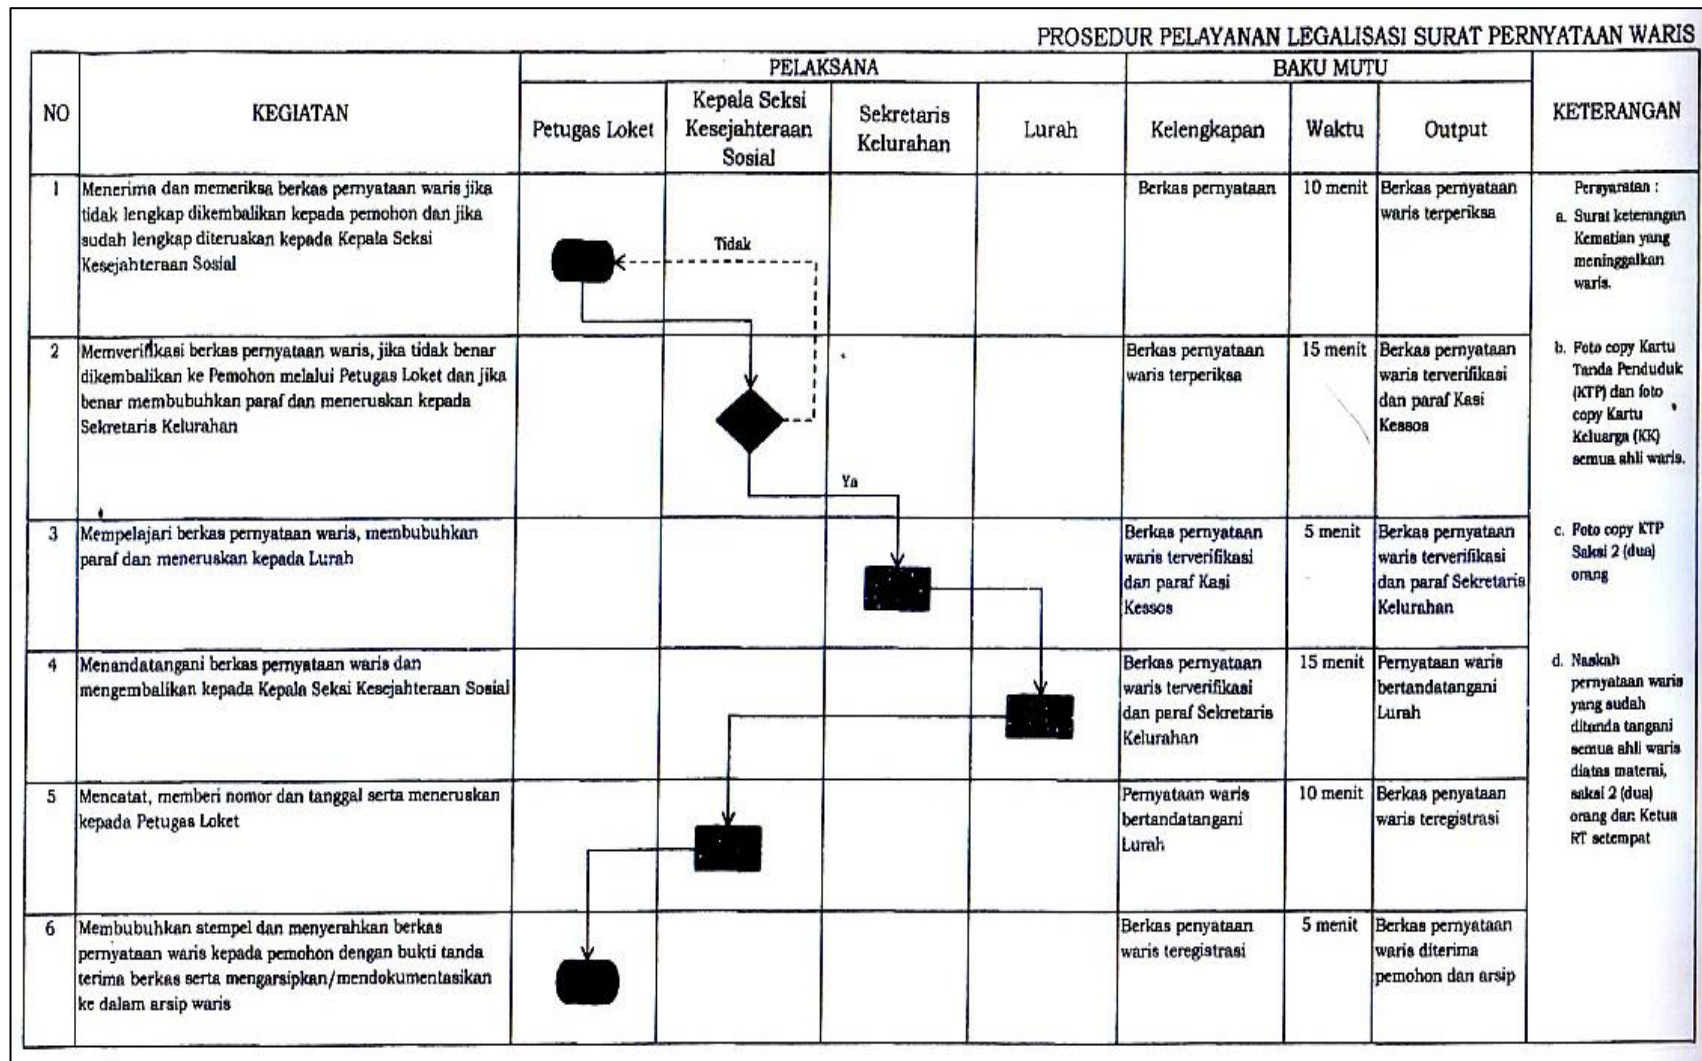 PROSEDUR PELAYANAN LEGALISASI SURAT PERNYATAAN WARIS
NO
KEGIATAN
PELAKSANA
BAKU MUTU
KETERANGAN
Petugas Loket
Kepala Seksi
Kesejahteraan
Sosial
Sekretaris
Kelurahan
Lurah
Kelengkapan
Waktu
Output
1
Menerima dan memeriksa berkas pernyataan waris jika
tidak lengkap dikembalikan kepada pemohon dan jika
sudah lengkap diteruskan kepada Kepala Seksi
Kesejahteraan Sosial
Tidak
Berkas pernyataan
10 menit
Berkas pernyataan
waris terperiksa
Persyaratan :
a. Surat keterangan
Kematian yang
meninggalkan
waris.
2
Memverifikasi berkas pernyataan waris, jika tidak benar
dikembalikan ke Pemohon melalui Petugas Loket dan jika
benar membubuhkan paraf dan meneruskan kepada
Sekretaris Kelurahan
Ya
Berkas pernyataan
waris terperiksa
15 menit
Berkas pernyataan
waris terverifikasi
dan paraf Kasi
Kessos
b. Foto copy Kartu
Tanda Penduduk
(KTP) dan foto
copy Kartu
Keluarga (KK)
semua ahli waris.
3
Mempelajari berkas pernyataan waris, membubuhkan
paraf dan meneruskan kepada Lurah
Berkas pernyataan
waris terverifikasi
dan paraf Kasi
Kessos
5 menit
Berkas pernyataan
waris terverifikasi
dan paraf Sekretaris
Kelurahan
c. Foto copy KTP
Saksi 2 (dua)
orang
4
Menandatangani berkas pernyataan waris dan
mengembalikan kepada Kepala Seksi Kesejahteraan Sosial
Berkas pernyataan
waris terverifikasi
dan paraf Sekretaris
Kelurahan
15 menit
Pernyataan waris
bertandatangani
Lurah
d. Naskah
pernyataan waris
yang sudah
ditanda tangani
semua ahli waris
diatas materai,
saksi 2 (dua)
orang dan Ketua
RT setempat
5
Mencatat, memberi nomor dan tanggal serta meneruskan
kepada Petugas Loket
Pernyataan waris
bertandatangani
Lurah
10 menit
Berkas penyataan
waris teregistrasi
6
Membubuhkan stempel dan menyerahkan berkas
pernyataan waris kepada pemohon dengan bukti tanda
terima berkas serta mengarsipkan/mendokumentasikan
ke dalam arsip waris
Berkas penyataan
waris teregistrasi
5 menit
Berkas pernyataan
waris diterima
pemohon dan arsip